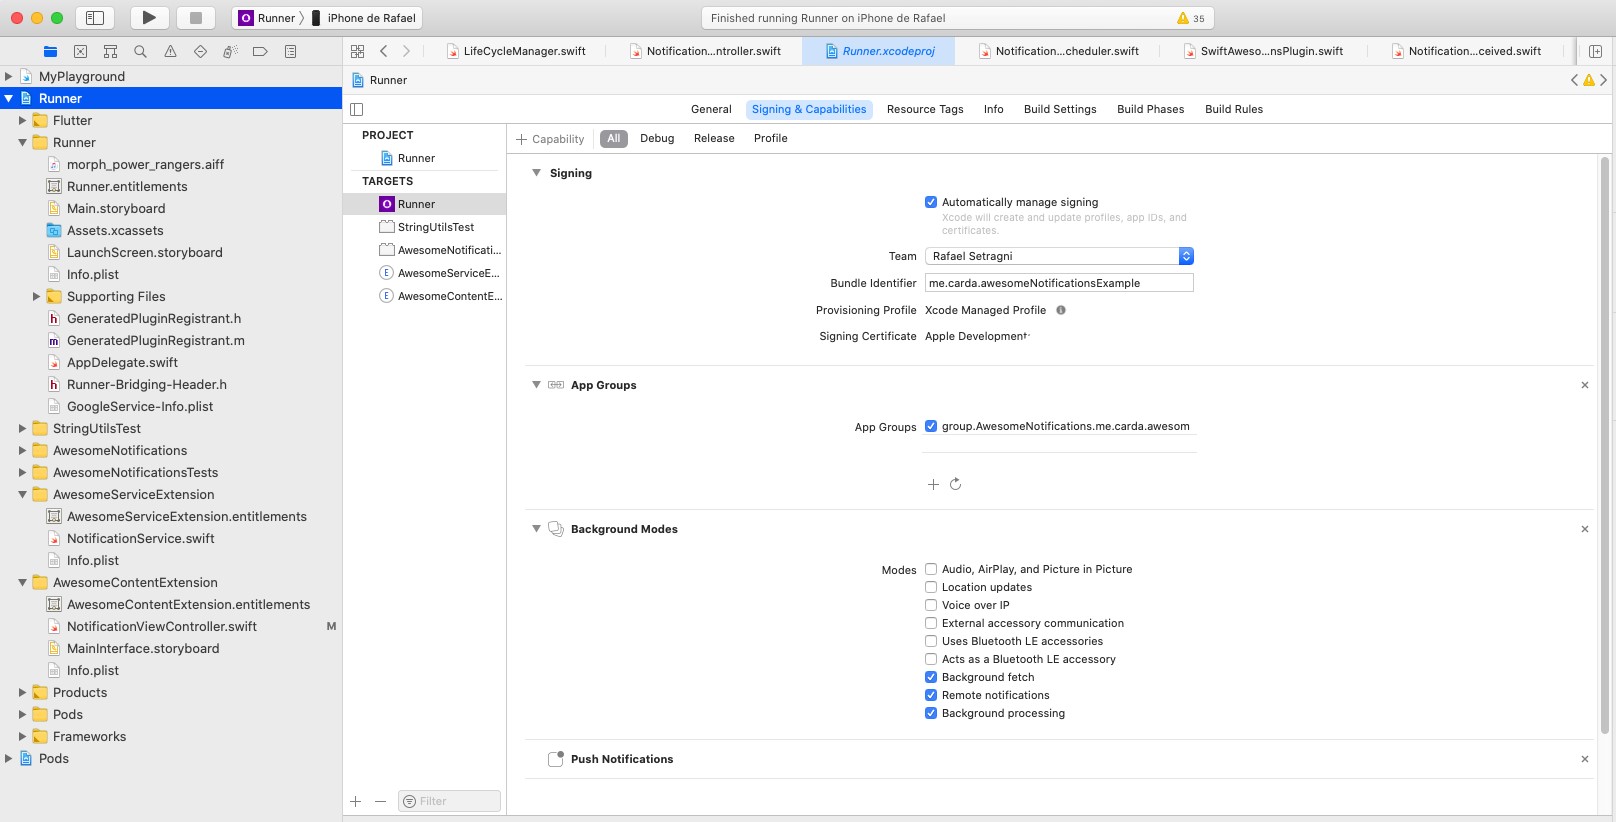 Runner
iPhone de Rafael
Finished running Runner on iPhone de Rafael
35
LifeCycleManager.swift
Notification...ntroller.swift
Runner.xcodeproj
Notification...cheduler.swift
SwiftAweso...nsPlugin.swift
Notification...ceived.swift
MyPlayground
Runner
Flutter
Runner
morph_power_rangers.aiff
Runner.entitlements
Main.storyboard
Assets.xcassets
LaunchScreen.storyboard
Info.plist
Supporting Files
GeneratedPluginRegistrant.h
GeneratedPluginRegistrant.m
AppDelegate.swift
Runner-Bridging-Header.h
GoogleService-Info.plist
StringUtilsTest
AwesomeNotifications
AwesomeNotificationsTests
AwesomeServiceExtension
AwesomeServiceExtension.entitlements
NotificationService.swift
Info.plist
AwesomeContentExtension
AwesomeContentExtension.entitlements
NotificationViewController.swift M
MainInterface.storyboard
Info.plist
Products
Pods
Frameworks
Pods
Runner
General Signing & Capabilities Resource Tags Info Build Settings Build Phases Build Rules
PROJECT
Runner
TARGETS
Runner
StringUtilsTest
AwesomeNotificati...
AwesomeServiceE...
AwesomeContentE...
Filter
+ Capability All Debug Release Profile
Signing
Automatically manage signing
Xcode will create and update profiles, app IDs, and
certificates.
Team Rafael Setragni
Bundle Identifier me.carda.awesomeNotificationsExample
Provisioning Profile Xcode Managed Profile
Signing Certificate Apple Development
App Groups
App Groups group.AwesomeNotifications.me.carda.awesom
Background Modes
Modes Audio, AirPlay, and Picture in Picture
Location updates
Voice over IP
External accessory communication
Uses Bluetooth LE accessories
Acts as a Bluetooth LE accessory
Background fetch
Remote notifications
Background processing
Push Notifications